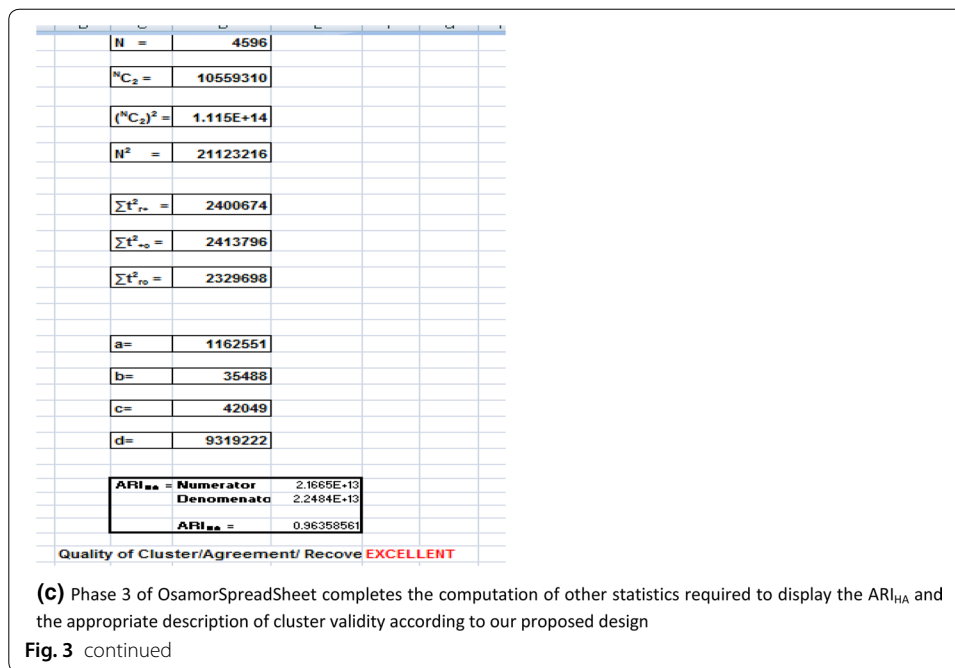 N = 4596
ᴺC₂ = 10559310
(ᴺC₂)² = 1.115E+14
N² = 21123216
∑t²ᵣ₊ = 2400674
∑t²₊ₒ = 2413796
∑t²ᵣₒ = 2329698
a= 1162551
b= 35488
c= 42049
d= 9319222
ARI = Numerator 2.1665E+13
Denomenato 2.2484E+13
ARI = 0.96358561
Quality of Cluster/Agreement/ Recove EXCELLENT
(c) Phase 3 of OsamorSpreadSheet completes the computation of other statistics required to display the ARI_HA and
the appropriate description of cluster validity according to our proposed design
Fig. 3 continued